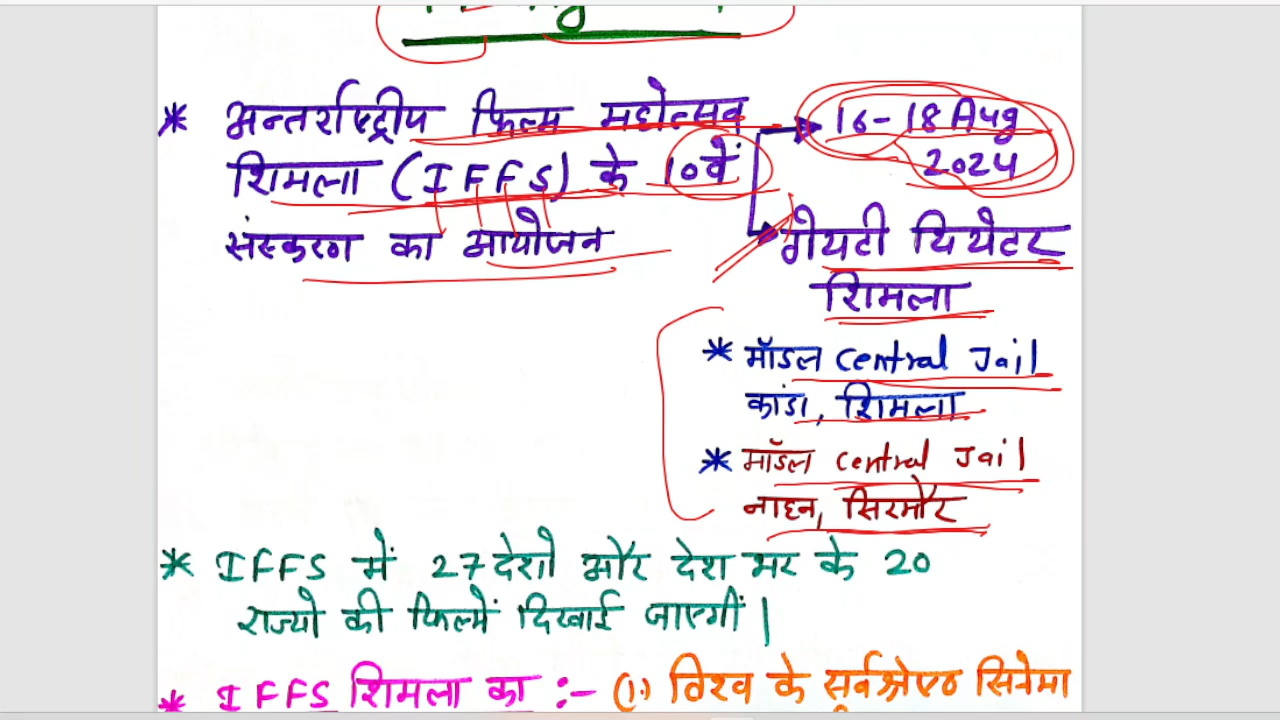 * अन्तर्राष्ट्रीय फिल्म महोत्सव
शिमला (IFFS) के 10वें
संस्करण का आयोजन
16-18 Aug
2024
गेयटी थियेटर
शिमला
* मॉडल Central Jail
कांडा, शिमला
* मॉडल Central Jail
नाहन, सिरमौर
* IFFS में 27 देशो और देश भर के 20
राज्यो की फिल्में दिखाई जाएगीं।
* IFFS शिमला का :- (1) विश्व के सर्वश्रेष्ठ सिनेमा